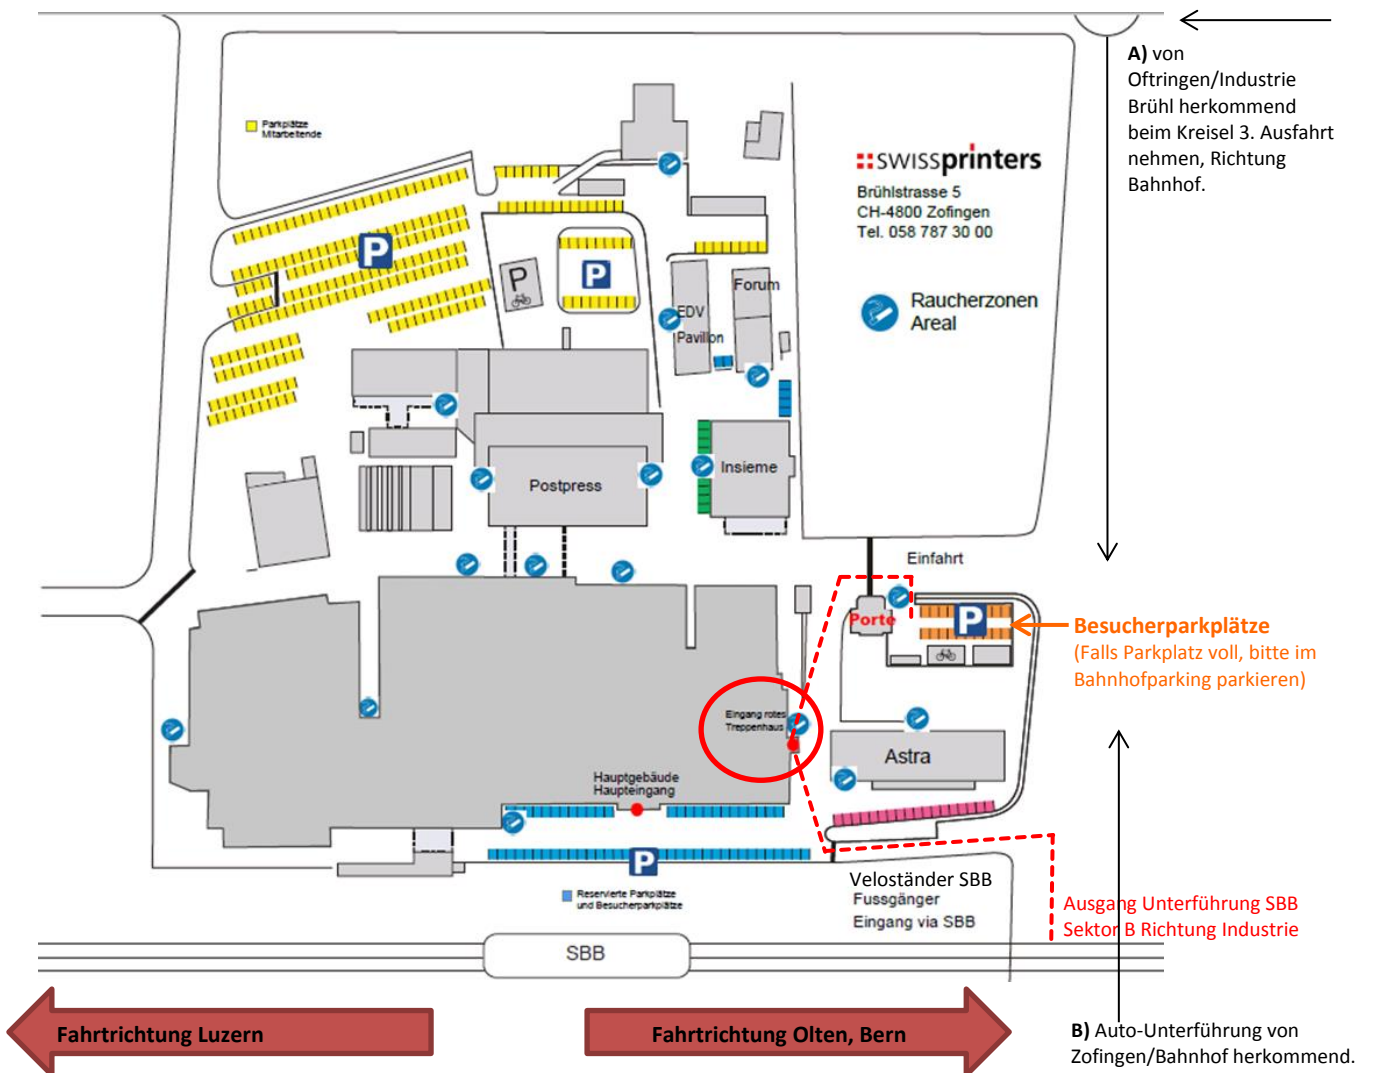 A) von
Oftringen/Industrie
Brühl herkommend
beim Kreisel 3. Ausfahrt
nehmen, Richtung
Bahnhof.
Parkplätze
Mitarbeitende
swissprinters
Brühlstrasse 5
CH-4800 Zofingen
Tel. 058 787 30 00
P
P
P
Forum
EDV
Pavillon
Raucherzonen
Areal
Insieme
Postpress
Einfahrt
Porte
P
Besucherparkplätze
(Falls Parkplatz voll, bitte im
Bahnhofparking parkieren)
Eingang rotes
Treppenhaus
Astra
Hauptgebäude
Haupteingang
P
Reservierte Parkplätze
und Besucherparkplätze
Veloständer SBB
Fussgänger
Eingang via SBB
Ausgang Unterführung SBB
Sektor B Richtung Industrie
SBB
Fahrtrichtung Luzern
Fahrtrichtung Olten, Bern
B) Auto-Unterführung von
Zofingen/Bahnhof herkommend.